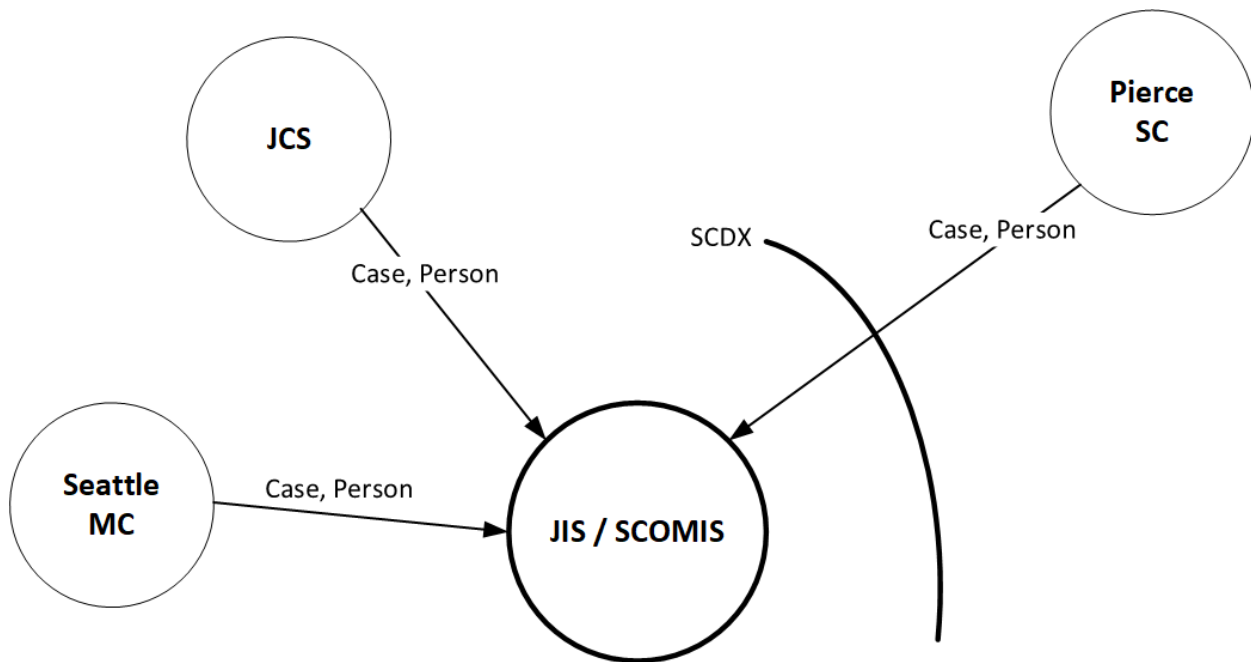 Pierce
SC
JCS
Case, Person
SCDX
Case, Person
Seattle
MC
Case, Person
JIS / SCOMIS